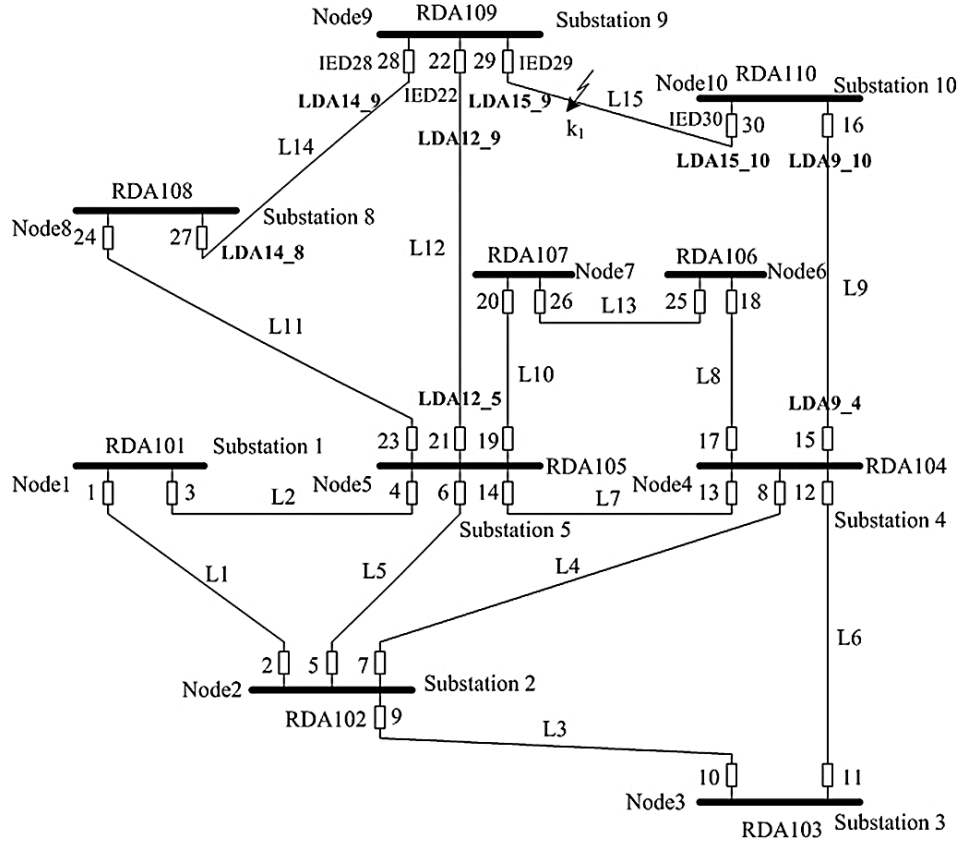 Node9 RDA109 Substation 9
IED28 28 22 29 IED29
LDA14_9 IED22 LDA15_9 L15
k1
LDA12_9
Node10 RDA110 Substation 10
IED30 30 16
LDA15_10 LDA9_10
L14
RDA108
Node8 Substation 8
24 27
LDA14_8
L12
RDA107 RDA106
Node7 Node6
20 26 25 18
L13
L9
L11
L10 L8
LDA12_5 LDA9_4
23 21 19 17 15
RDA101 Substation 1
Node1 1 3
L2
Node5 RDA105
4 6 14
Substation 5
L7
Node4 RDA104
13 8 12
Substation 4
L1 L5 L4
L6
2 5 7
Node2 Substation 2
RDA102 9
L3
10 11
Node3
RDA103 Substation 3